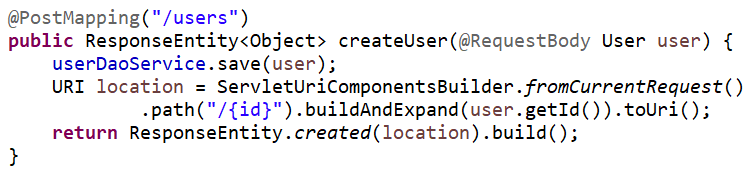 @PostMapping("/users")
public ResponseEntity<Object> createUser(@RequestBody User user) {
    userDaoService.save(user);
    URI location = ServletUriComponentsBuilder.fromCurrentRequest()
            .path("/{id}").buildAndExpand(user.getId()).toUri();
    return ResponseEntity.created(location).build();
}